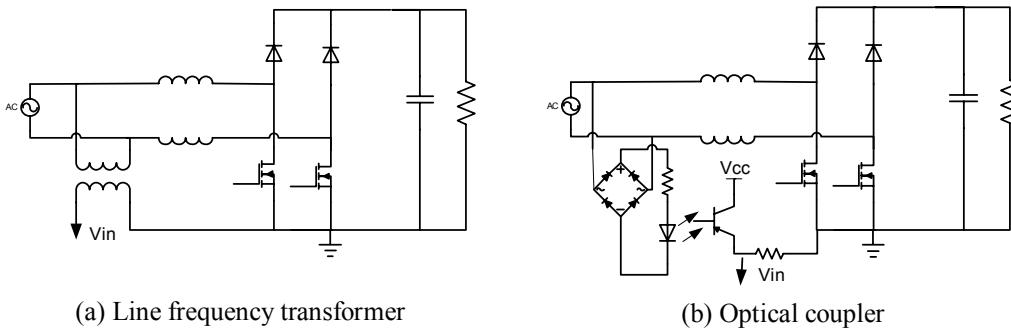 AC
Vin
(a) Line frequency transformer
AC
Vcc
+
~ ~
−
Vin
(b) Optical coupler